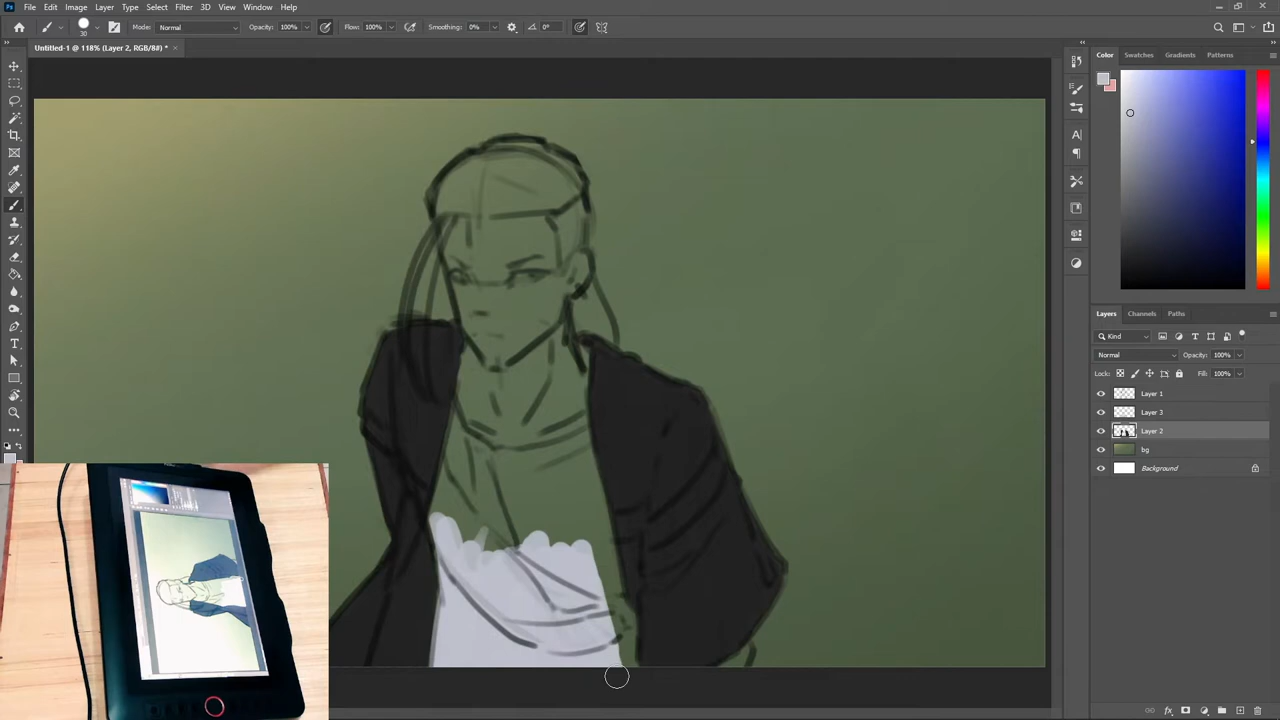 Ps File Edit Image Layer Type Select Filter 3D View Window Help
30 Mode: Normal Opacity: 100% Flow: 100% Smoothing: 0% 0°
Untitled-1 @ 118% (Layer 2, RGB/8#) * ×
Color Swatches Gradients Patterns
Layers Channels Paths
Kind
Normal Opacity: 100%
Lock: Fill: 100%
Layer 1
Layer 3
Layer 2
bg
Background